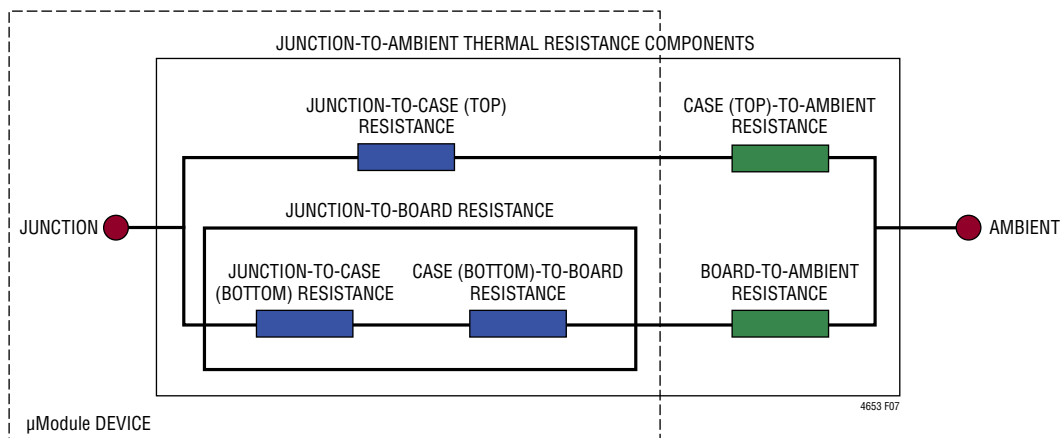 JUNCTION-TO-AMBIENT THERMAL RESISTANCE COMPONENTS
JUNCTION-TO-CASE (TOP)
RESISTANCE
CASE (TOP)-TO-AMBIENT
RESISTANCE
JUNCTION
JUNCTION-TO-BOARD RESISTANCE
AMBIENT
JUNCTION-TO-CASE
(BOTTOM) RESISTANCE
CASE (BOTTOM)-TO-BOARD
RESISTANCE
BOARD-TO-AMBIENT
RESISTANCE
4653 F07
µModule DEVICE